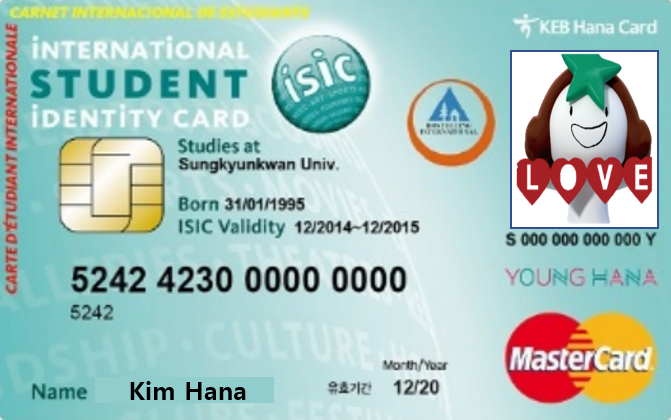 CARNET INTERNACIONAL DE ESTUDIANTE
CARTE D'ÉTUDIANT INTERNATIONALE
iNTERNATIONAL
STUDENT
iDENTiTY CARD
isic
KEB Hana Card
HOSTELLING
INTERNATIONAL
Studies at
Sungkyunkwan Univ.
Born 31/01/1995
ISIC Validity 12/2014~12/2015
LOVE
S 000 000 000 000 Y
YOUNG HANA
5242 4230 0000 0000
5242
CULTURE
MasterCard
Month/Year
유효기간 12/20
Name Kim Hana